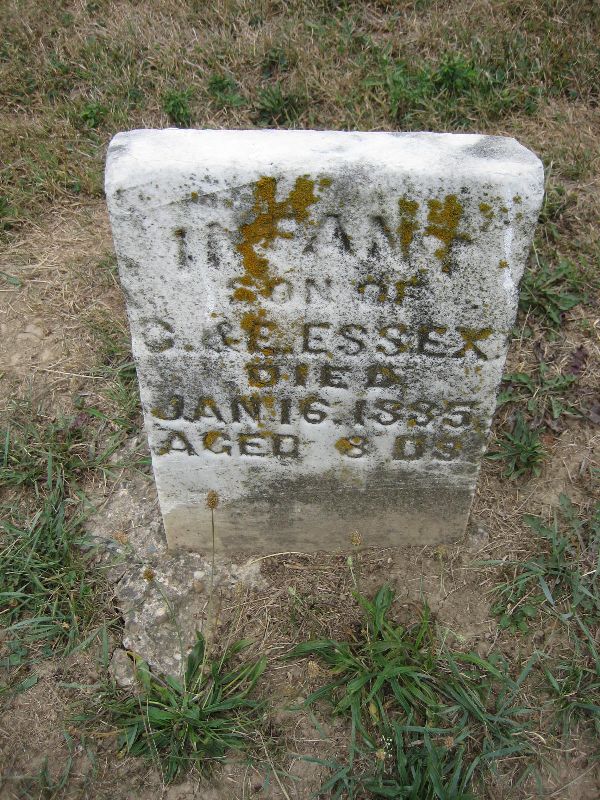 INFANT
SON OF
G. & E. ESSEX.
DIED
JAN. 16. 1885.
AGED 8 DS